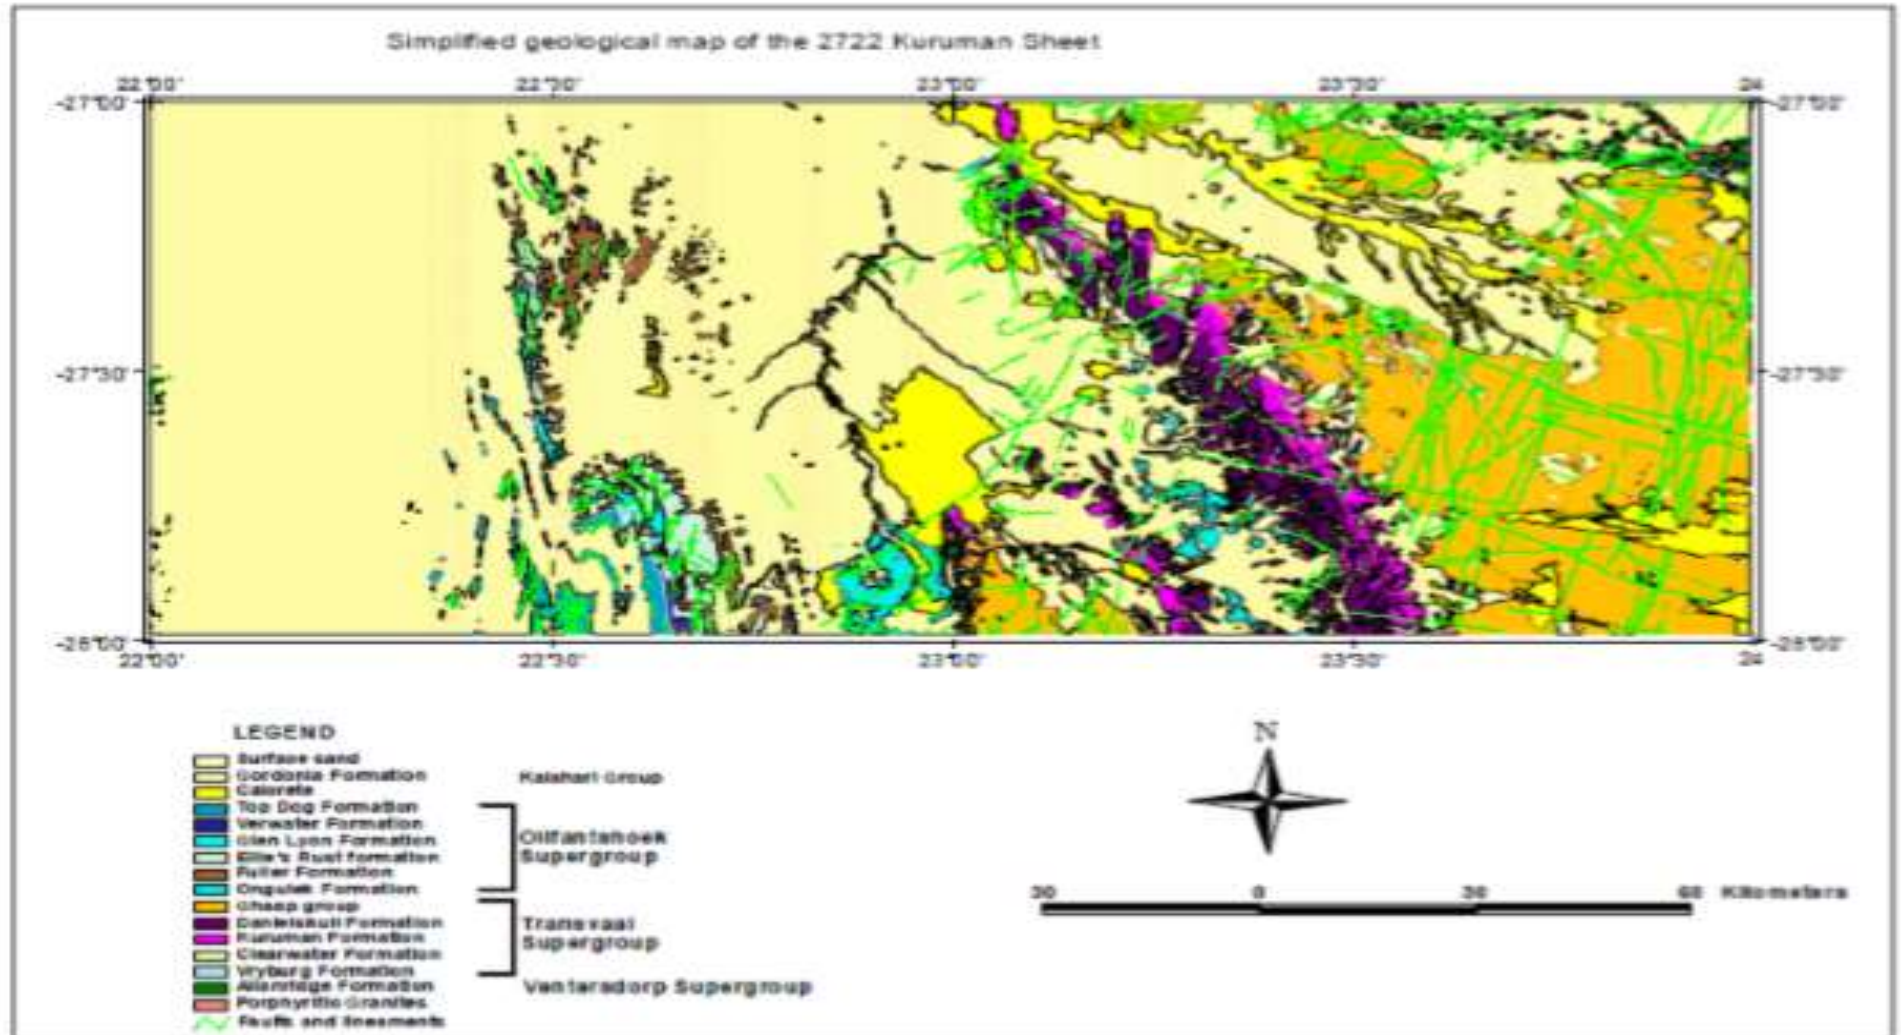 Simplified geological map of the 2722 Kuruman Sheet
22°00' 22°30' 23°00' 23°30' 24
-27°00' -27°00'
-27°30' -27°30'
-28°00' -28°00'
22°00' 22°30' 23°00' 23°30' 24
LEGEND
N
Surface sand
Gordonia Formation
Kalahari Group
Calcrete
Top Dog Formation
Verwater Formation
Glen Lyon Formation
Olifantshoek
Supergroup
Ellie's Rust formation
Fuller Formation
Ongulek Formation
30 0 30 60 Kilometers
Ghaap group
Danielskuil Formation
Transvaal
Supergroup
Kuruman Formation
Clearwater Formation
Vryburg Formation
Allanridge Formation
Ventersdorp Supergroup
Porphyritic Granites
Faults and lineaments